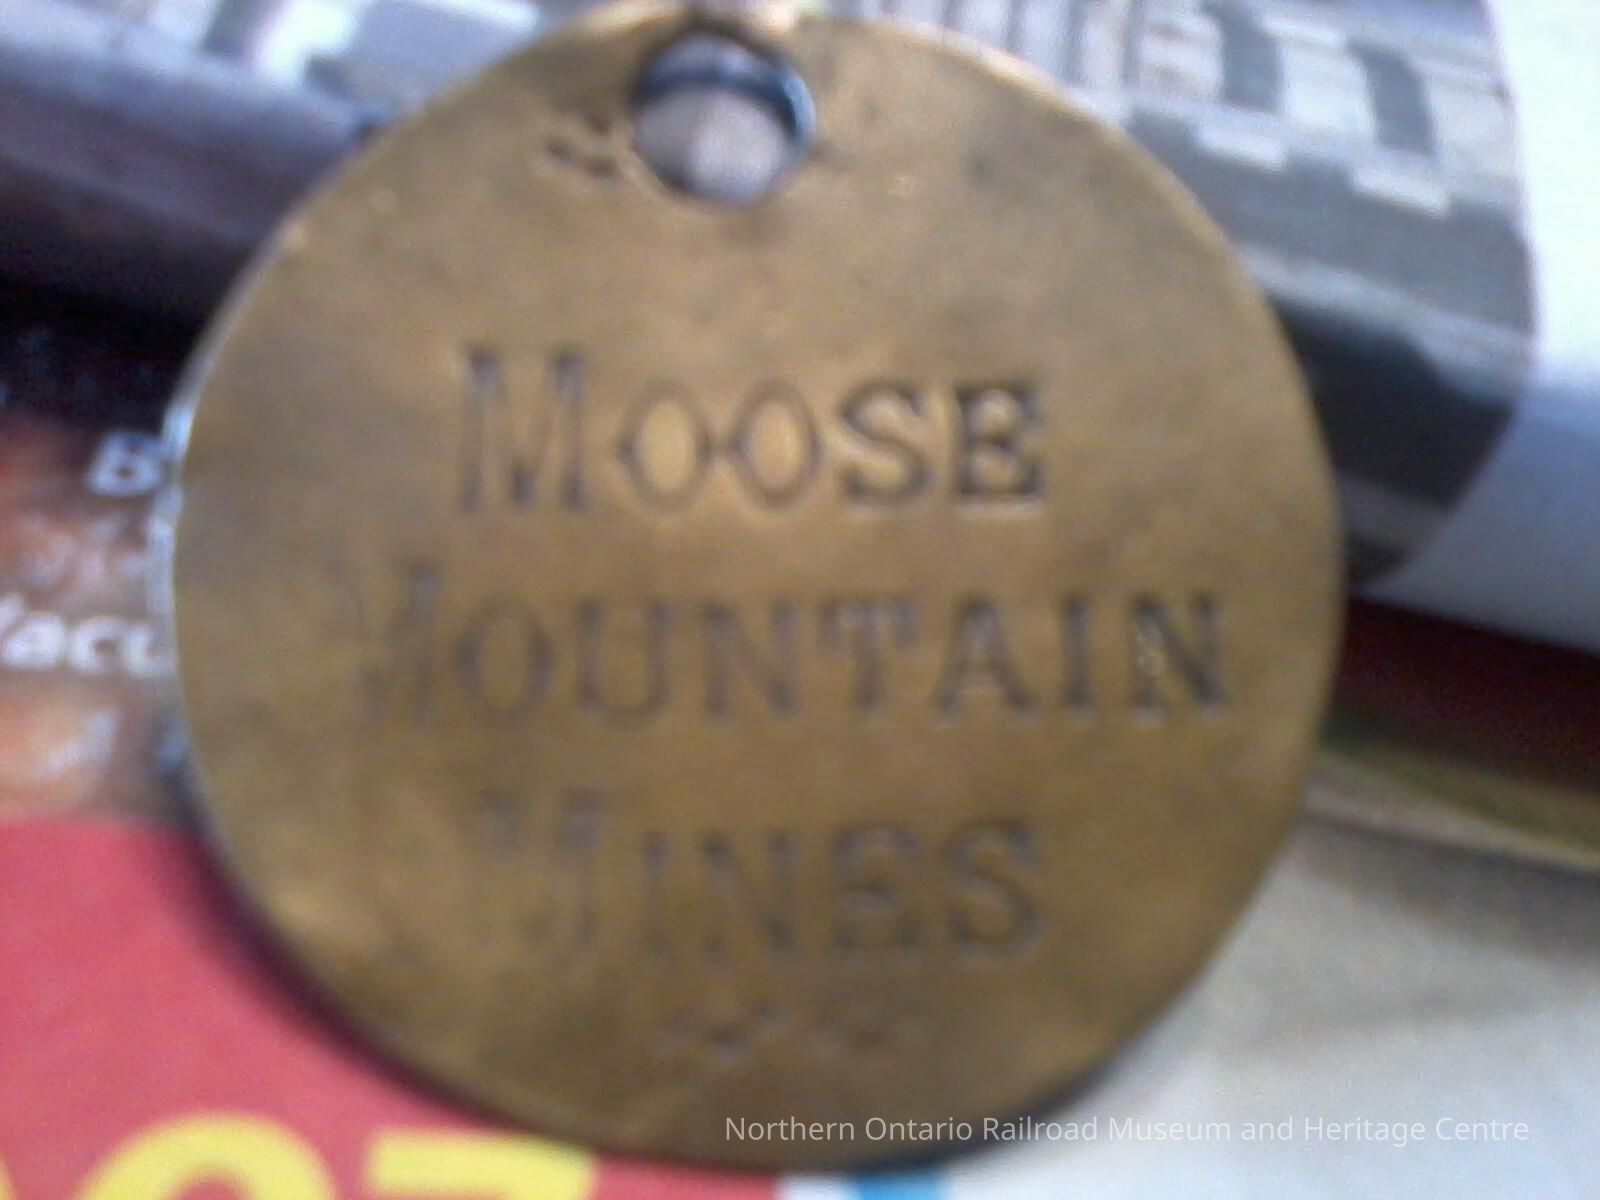 MOOSE
MOUNTAIN
MINES
Northern Ontario Railroad Museum and Heritage Centre